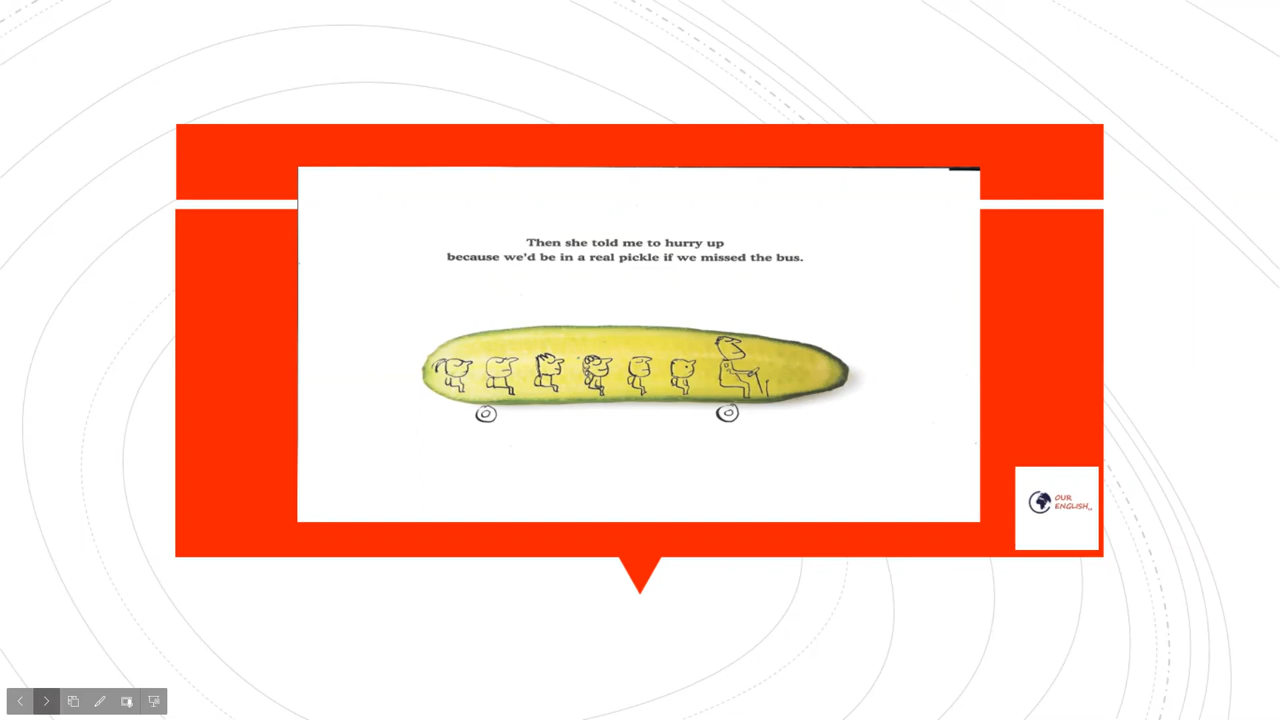 Then she told me to hurry up
because we'd be in a real pickle if we missed the bus.
OUR
ENGLISH